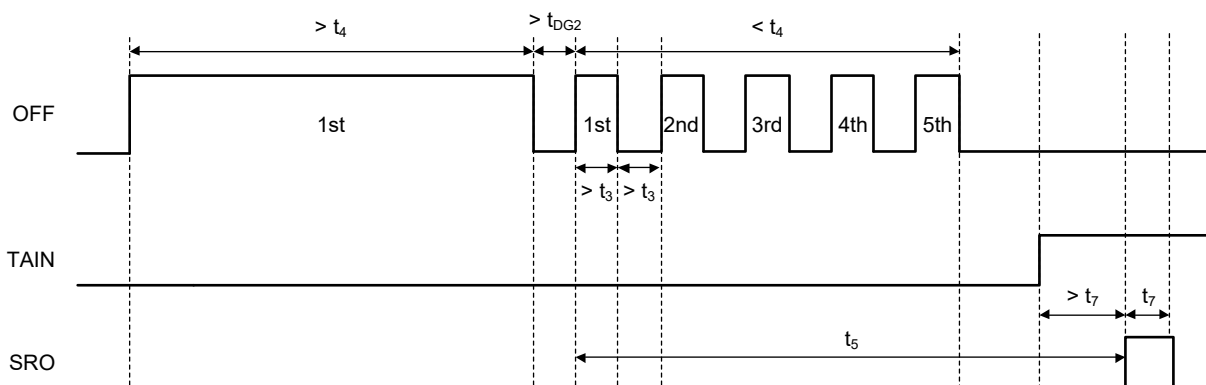 > t4
> tDG2
< t4
OFF
1st
1st
2nd
3rd
4th
5th
> t3
> t3
TAIN
> t7
t7
t5
SRO